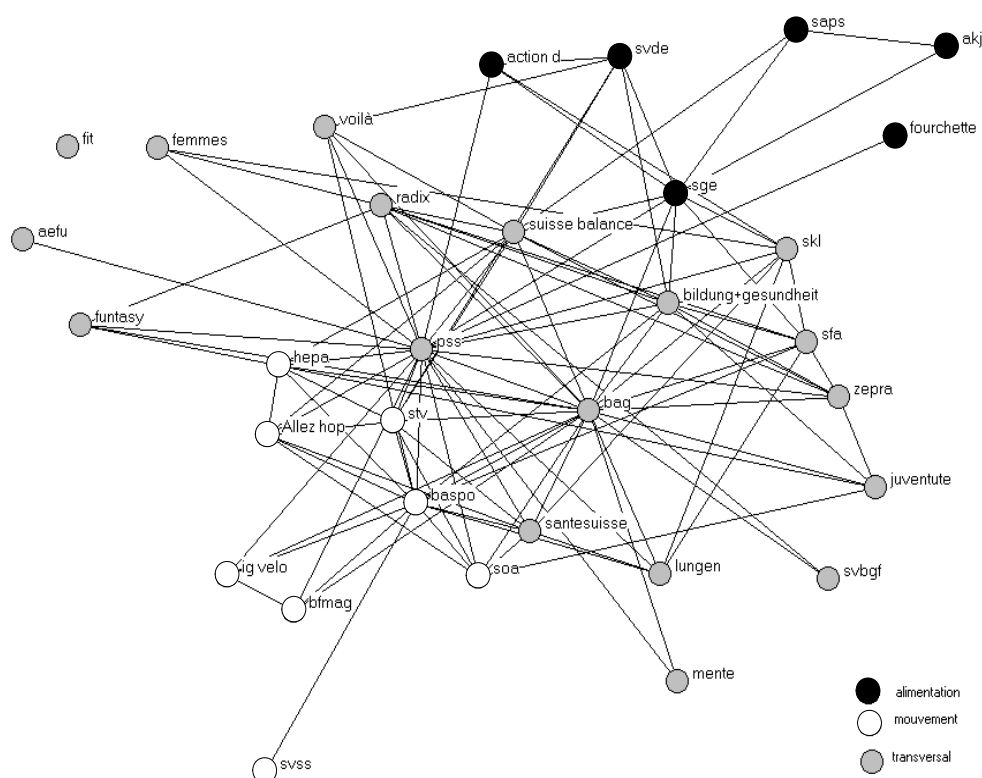 saps
akj
action d
svde
voilà
fourchette
fit
femmes
sge
radix
suisse balance
aefu
skl
bildung+gesundheit
funtasy
pss
sfa
hepa
zepra
bag
stv
Allez hop
juventute
baspo
santesuisse
ig velo
soa
lungen
svbgf
bfmag
mente
alimentation
mouvement
transversal
svss